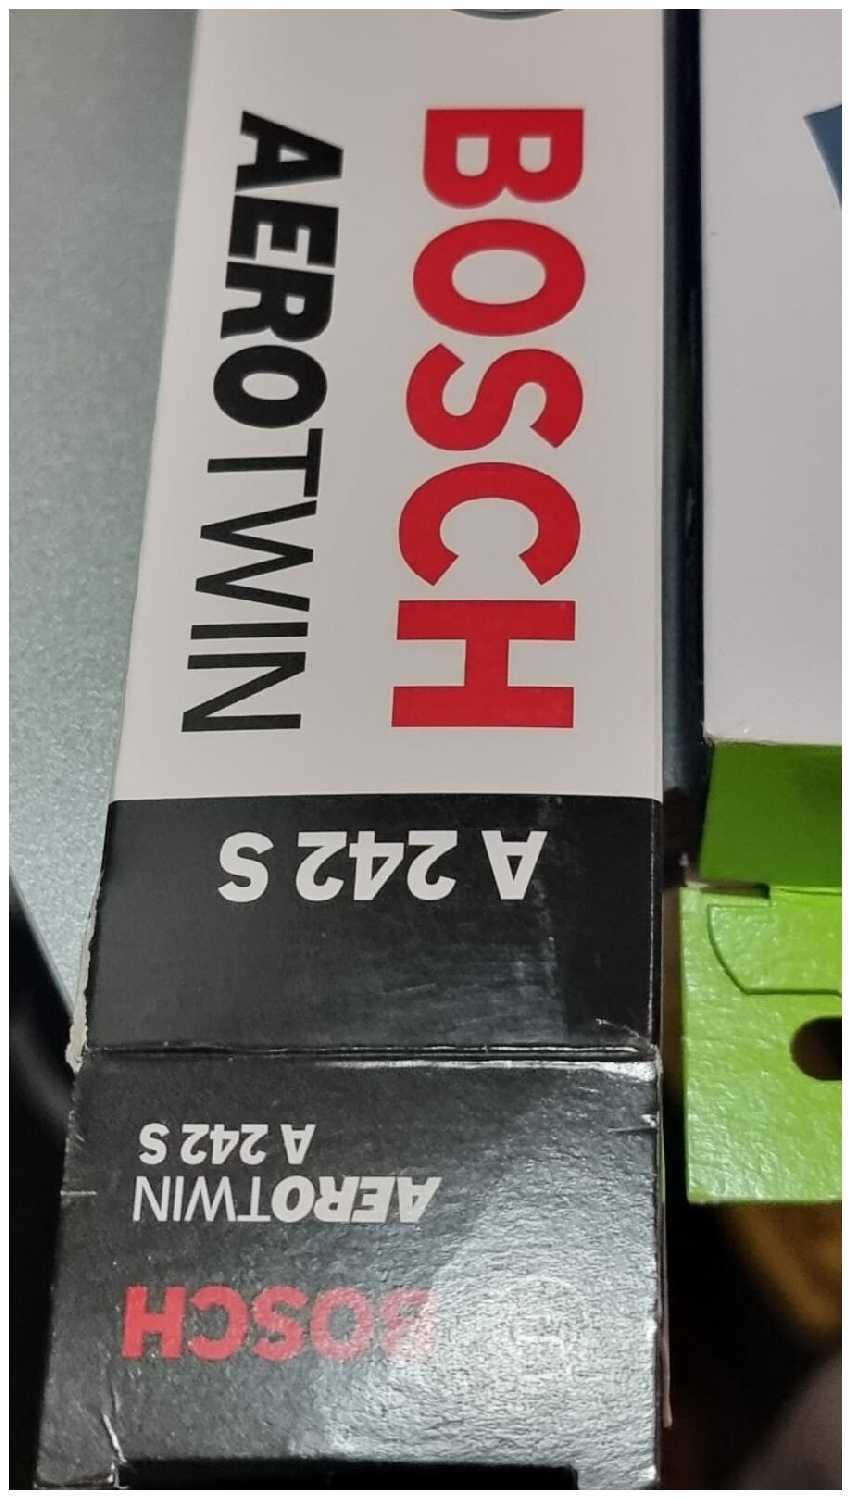 BOSCH
AEROTWIN
A 242 S
A 242 S
AEROTWIN
BOSCH